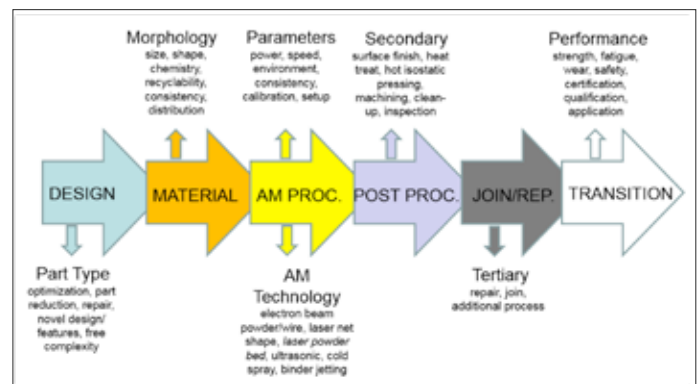 Morphology
size, shape,
chemistry,
recyclability,
consistency,
distribution
Parameters
power, speed,
environment,
consistency,
calibration, setup
Secondary
surface finish, heat
treat, hot isostatic
pressing,
machining, clean-
up, inspection
Performance
strength, fatigue,
wear, safety,
certification,
qualification,
application
DESIGN
MATERIAL
AM PROC.
POST PROC.
JOIN/REP.
TRANSITION
Part Type
optimization, part
reduction, repair,
novel design/
features, free
complexity
AM
Technology
electron beam
powder/wire, laser net
shape, laser powder
bed, ultrasonic, cold
spray, binder jetting
Tertiary
repair, join,
additional process